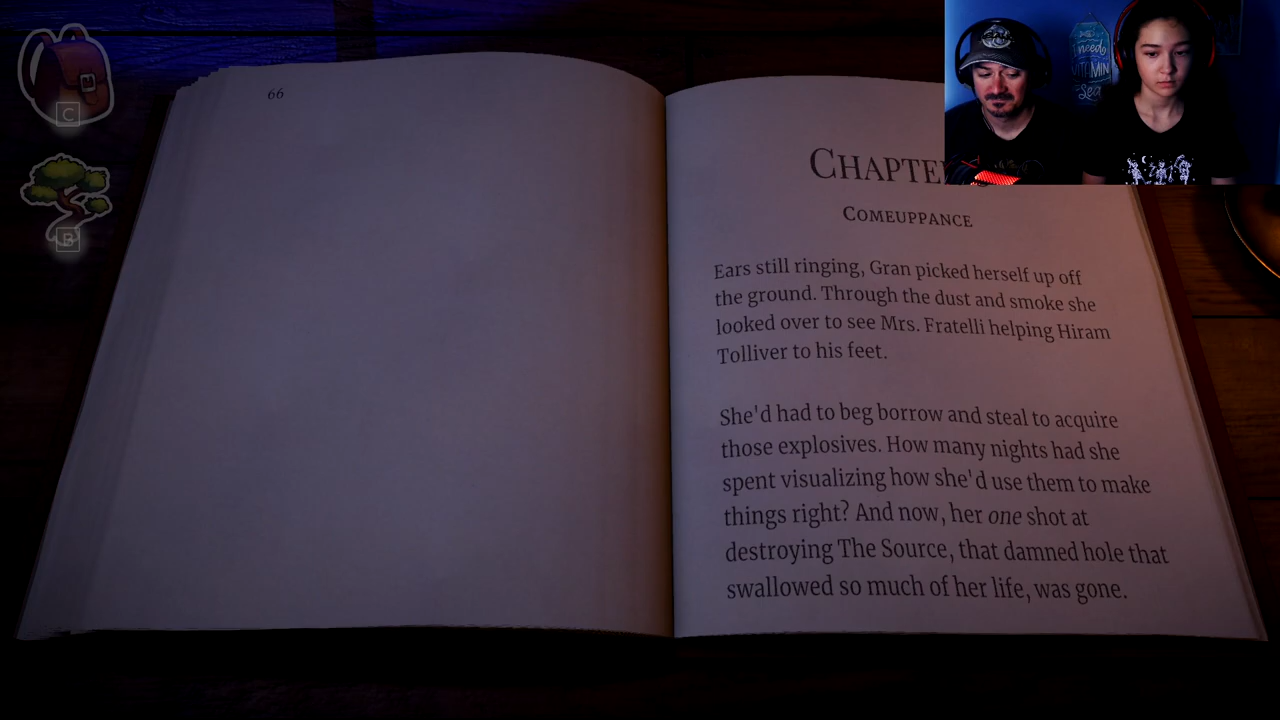 66
C
B
I need
VITAMIN
Sea
CHAPTE
COMEUPPANCE
Ears still ringing, Gran picked herself up off
the ground. Through the dust and smoke she
looked over to see Mrs. Fratelli helping Hiram
Tolliver to his feet.
She'd had to beg borrow and steal to acquire
those explosives. How many nights had she
spent visualizing how she'd use them to make
things right? And now, her one shot at
destroying The Source, that damned hole that
swallowed so much of her life, was gone.